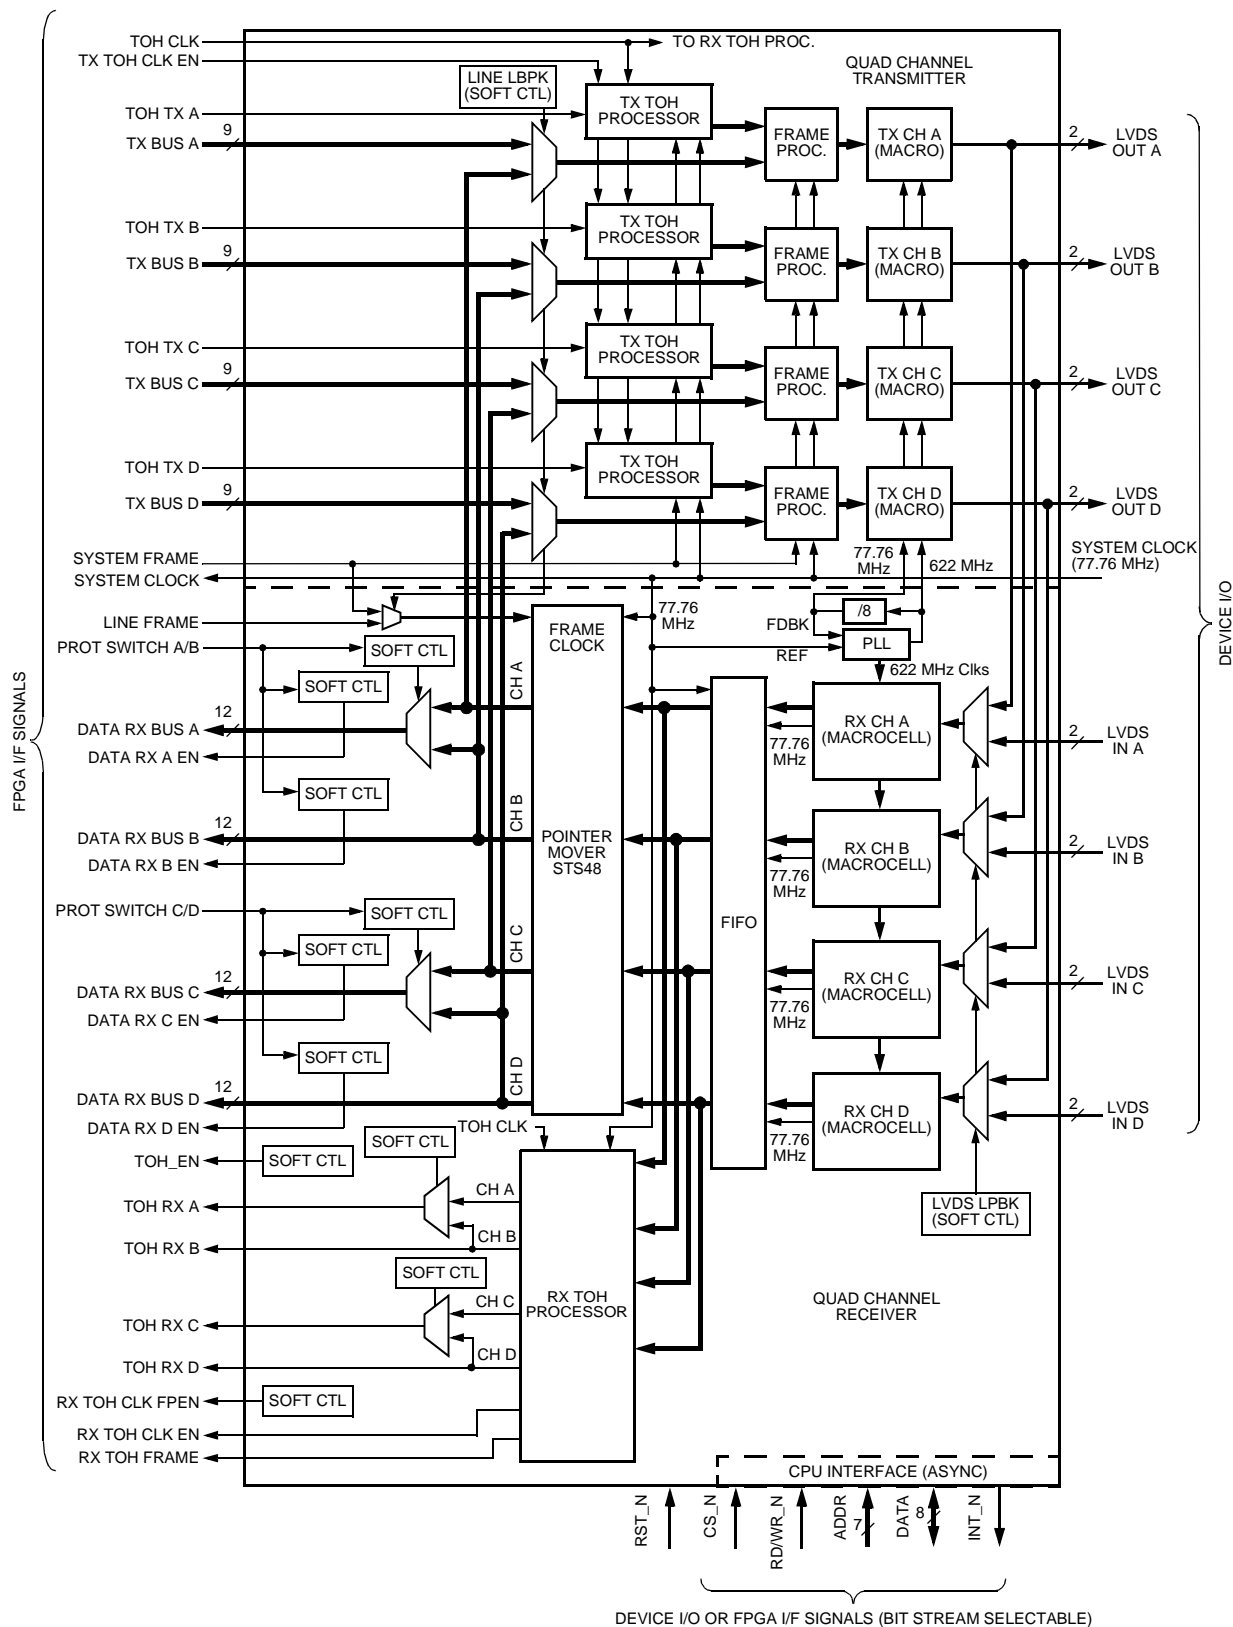 TOH CLK
TO RX TOH PROC.
TX TOH CLK EN
QUAD CHANNEL
TRANSMITTER
LINE LBPK
(SOFT CTL)
TX TOH
PROCESSOR
TOH TX A
9
TX BUS A
FRAME
PROC.
TX CH A
(MACRO)
2
LVDS
OUT A
TX TOH
PROCESSOR
TOH TX B
9
TX BUS B
FRAME
PROC.
TX CH B
(MACRO)
2
LVDS
OUT B
TX TOH
PROCESSOR
TOH TX C
9
TX BUS C
FRAME
PROC.
TX CH C
(MACRO)
2
LVDS
OUT C
TX TOH
PROCESSOR
TOH TX D
9
TX BUS D
FRAME
PROC.
TX CH D
(MACRO)
2
LVDS
OUT D
SYSTEM FRAME
SYSTEM CLOCK
77.76
MHz
622 MHz
SYSTEM CLOCK
(77.76 MHz)
DEVICE I/O
FPGA I/F SIGNALS
LINE FRAME
FRAME
CLOCK
77.76
MHz
FDBK
/8
REF
PLL
622 MHz Clks
PROT SWITCH A/B
SOFT CTL
SOFT CTL
CH A
12
DATA RX BUS A
DATA RX A EN
RX CH A
(MACROCELL)
77.76
MHz
2
LVDS
IN A
SOFT CTL
CH B
12
DATA RX BUS B
DATA RX B EN
POINTER
MOVER
STS48
RX CH B
(MACROCELL)
77.76
MHz
2
LVDS
IN B
FIFO
PROT SWITCH C/D
SOFT CTL
SOFT CTL
CH C
12
DATA RX BUS C
DATA RX C EN
RX CH C
(MACROCELL)
77.76
MHz
2
LVDS
IN C
SOFT CTL
CH D
12
DATA RX BUS D
DATA RX D EN
RX CH D
(MACROCELL)
77.76
MHz
2
LVDS
IN D
TOH CLK
SOFT CTL
TOH_EN
SOFT CTL
TOH RX A
CH A
LVDS LPBK
(SOFT CTL)
TOH RX B
CH B
SOFT CTL
CH C
RX TOH
PROCESSOR
QUAD CHANNEL
RECEIVER
TOH RX C
CH D
TOH RX D
RX TOH CLK FPEN
SOFT CTL
RX TOH CLK EN
RX TOH FRAME
CPU INTERFACE (ASYNC)
RST_N
CS_N
RD/WR_N
ADDR
7
DATA
8
INT_N
DEVICE I/O OR FPGA I/F SIGNALS (BIT STREAM SELECTABLE)